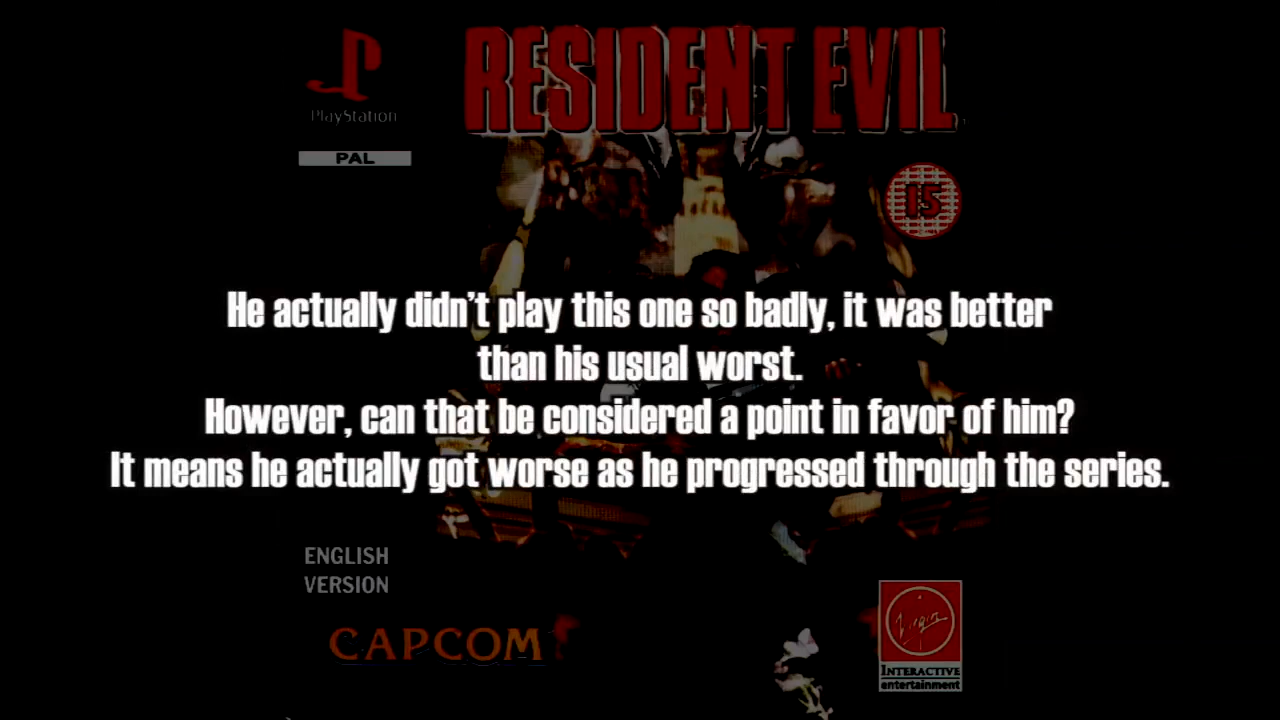 RESIDENT EVIL
PlayStation
PAL
15
He actually didn't play this one so badly, it was better
than his usual worst.
However, can that be considered a point in favor of him?
It means he actually got worse as he progressed through the series.
ENGLISH
VERSION
CAPCOM
Virgin
INTERACTIVE
entertainment